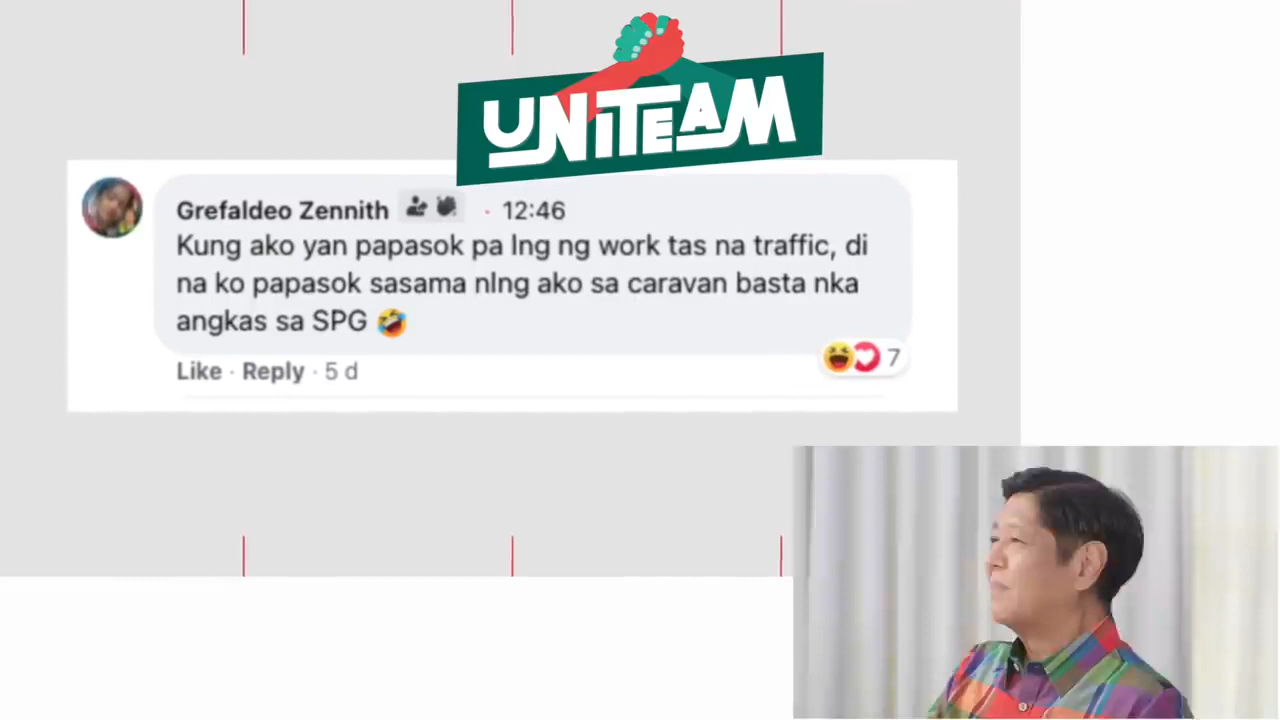 UNITEAM
Grefaldeo Zennith · 12:46
Kung ako yan papasok pa lng ng work tas na traffic, di
na ko papasok sasama nlng ako sa caravan basta nka
angkas sa SPG 🤣
Like · Reply · 5 d
7